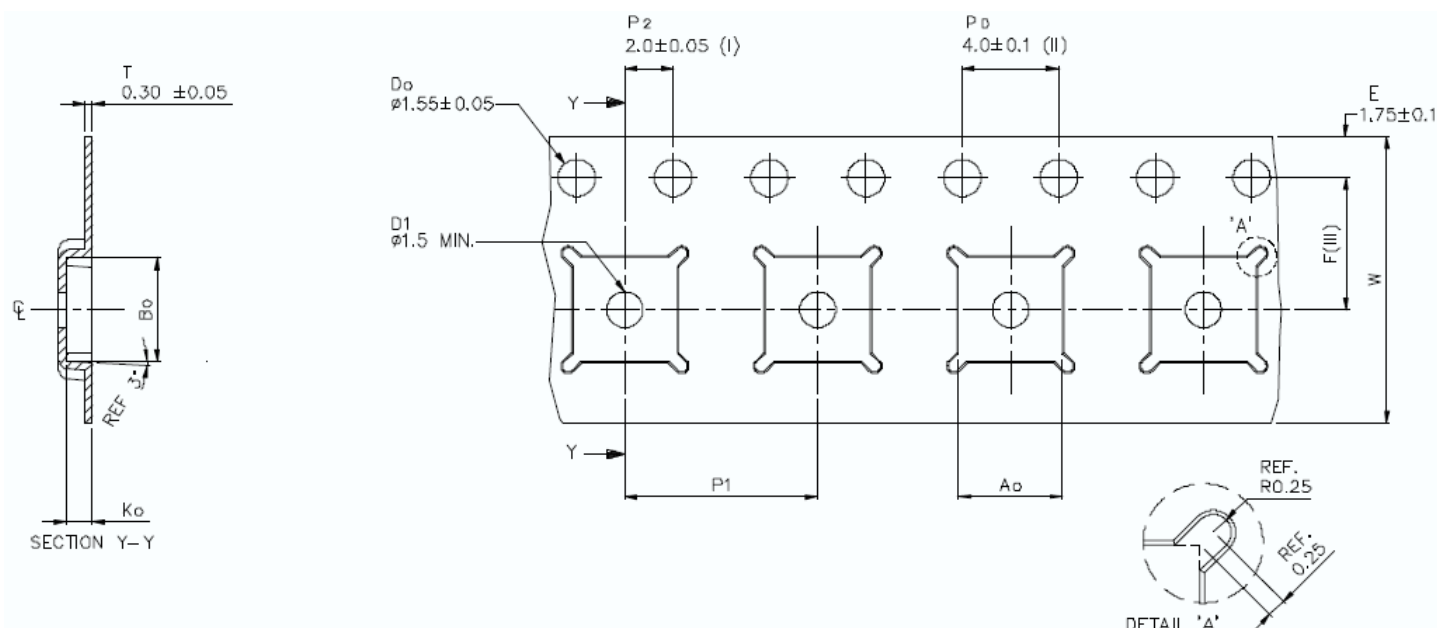 P2
2.0±0.05 (I)
P0
4.0±0.1 (II)
T
0.30 ±0.05
Do
ø1.55±0.05
Y
E
1.75±0.1
D1
ø1.5 MIN.
'A'
F(III)
W
℄
Bo
REF 3°
Y
P1
Ao
Ko
SECTION Y-Y
REF.
R0.25
REF.
0.25
DETAIL 'A'